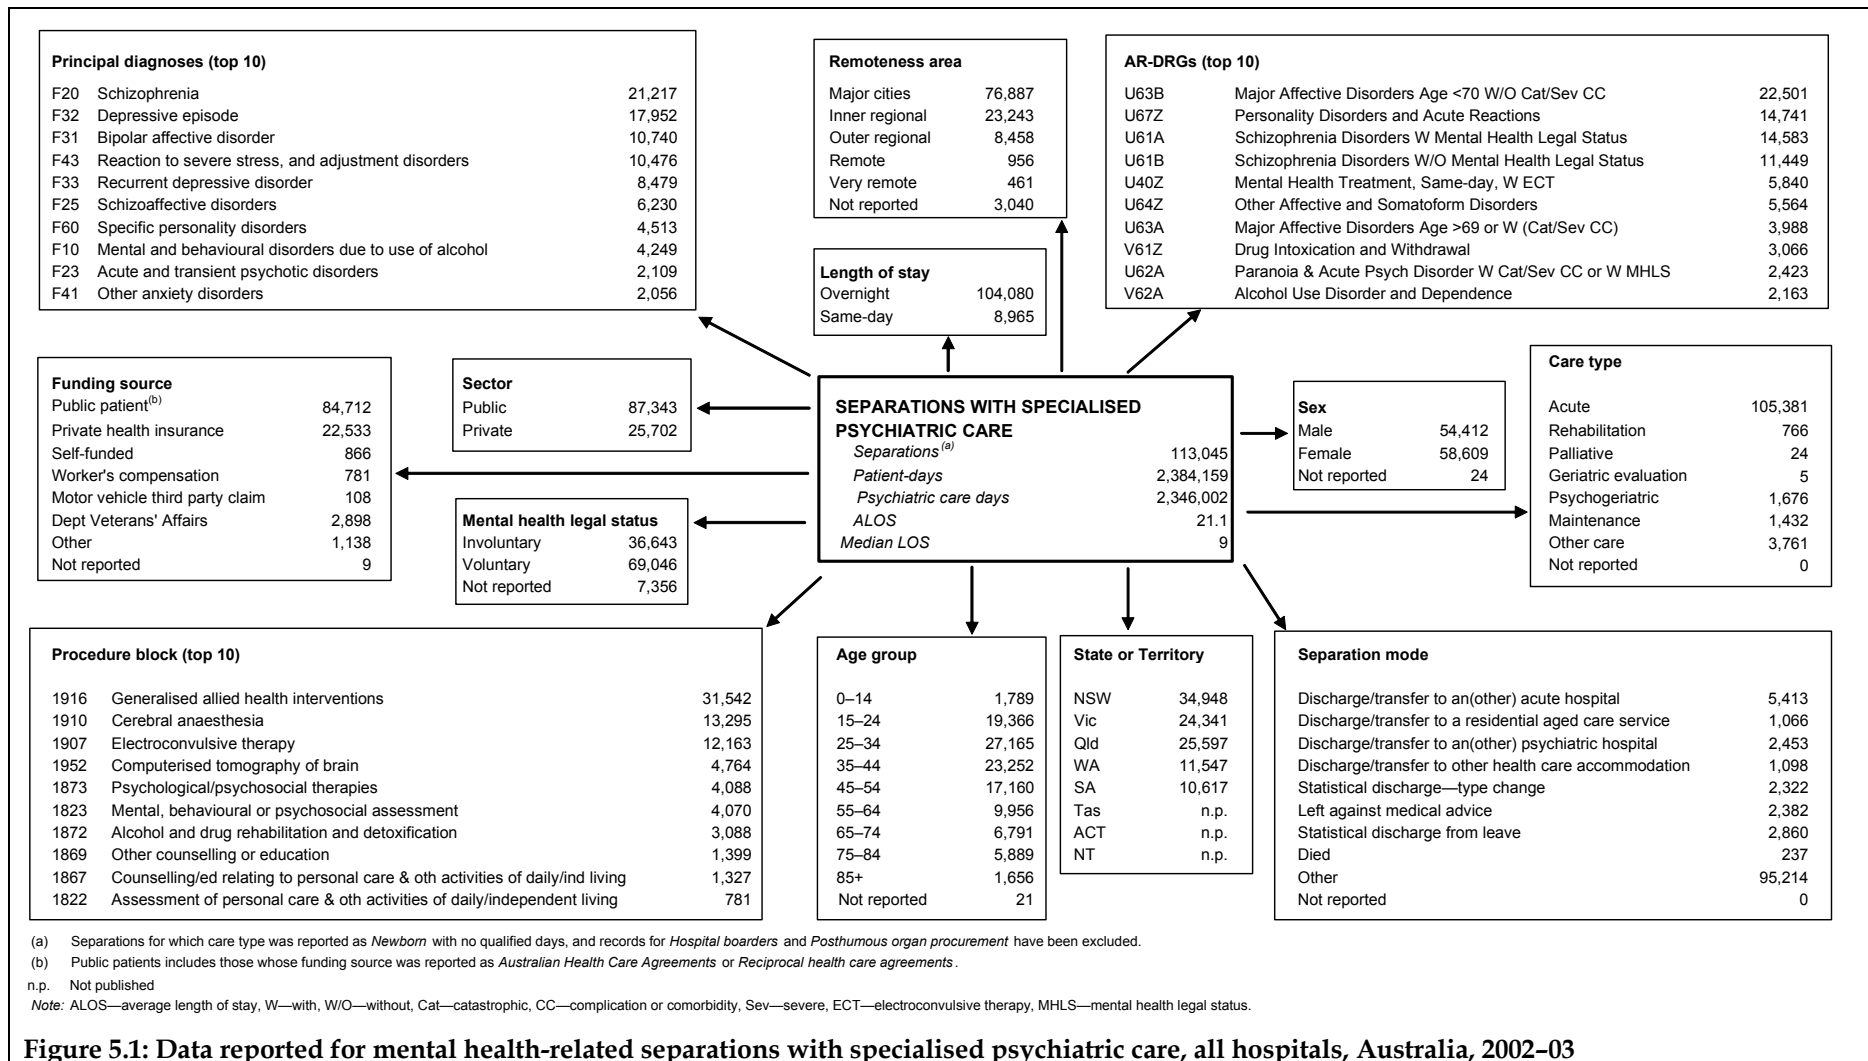 Principal diagnoses (top 10)
F20 Schizophrenia 21,217
F32 Depressive episode 17,952
F31 Bipolar affective disorder 10,740
F43 Reaction to severe stress, and adjustment disorders 10,476
F33 Recurrent depressive disorder 8,479
F25 Schizoaffective disorders 6,230
F60 Specific personality disorders 4,513
F10 Mental and behavioural disorders due to use of alcohol 4,249
F23 Acute and transient psychotic disorders 2,109
F41 Other anxiety disorders 2,056
Remoteness area
Major cities 76,887
Inner regional 23,243
Outer regional 8,458
Remote 956
Very remote 461
Not reported 3,040
AR-DRGs (top 10)
U63B Major Affective Disorders Age <70 W/O Cat/Sev CC 22,501
U67Z Personality Disorders and Acute Reactions 14,741
U61A Schizophrenia Disorders W Mental Health Legal Status 14,583
U61B Schizophrenia Disorders W/O Mental Health Legal Status 11,449
U40Z Mental Health Treatment, Same-day, W ECT 5,840
U64Z Other Affective and Somatoform Disorders 5,564
U63A Major Affective Disorders Age >69 or W (Cat/Sev CC) 3,988
V61Z Drug Intoxication and Withdrawal 3,066
U62A Paranoia & Acute Psych Disorder W Cat/Sev CC or W MHLS 2,423
V62A Alcohol Use Disorder and Dependence 2,163
Length of stay
Overnight 104,080
Same-day 8,965
Funding source
Public patient(b) 84,712
Private health insurance 22,533
Self-funded 866
Worker's compensation 781
Motor vehicle third party claim 108
Dept Veterans' Affairs 2,898
Other 1,138
Not reported 9
Sector
Public 87,343
Private 25,702
Mental health legal status
Involuntary 36,643
Voluntary 69,046
Not reported 7,356
SEPARATIONS WITH SPECIALISED
PSYCHIATRIC CARE
Separations(a) 113,045
Patient-days 2,384,159
Psychiatric care days 2,346,002
ALOS 21.1
Median LOS 9
Sex
Male 54,412
Female 58,609
Not reported 24
Care type
Acute 105,381
Rehabilitation 766
Palliative 24
Geriatric evaluation 5
Psychogeriatric 1,676
Maintenance 1,432
Other care 3,761
Not reported 0
Procedure block (top 10)
1916 Generalised allied health interventions 31,542
1910 Cerebral anaesthesia 13,295
1907 Electroconvulsive therapy 12,163
1952 Computerised tomography of brain 4,764
1873 Psychological/psychosocial therapies 4,088
1823 Mental, behavioural or psychosocial assessment 4,070
1872 Alcohol and drug rehabilitation and detoxification 3,088
1869 Other counselling or education 1,399
1867 Counselling/ed relating to personal care & oth activities of daily/ind living 1,327
1822 Assessment of personal care & oth activities of daily/independent living 781
Age group
0–14 1,789
15–24 19,366
25–34 27,165
35–44 23,252
45–54 17,160
55–64 9,956
65–74 6,791
75–84 5,889
85+ 1,656
Not reported 21
State or Territory
NSW 34,948
Vic 24,341
Qld 25,597
WA 11,547
SA 10,617
Tas n.p.
ACT n.p.
NT n.p.
Separation mode
Discharge/transfer to an(other) acute hospital 5,413
Discharge/transfer to a residential aged care service 1,066
Discharge/transfer to an(other) psychiatric hospital 2,453
Discharge/transfer to other health care accommodation 1,098
Statistical discharge—type change 2,322
Left against medical advice 2,382
Statistical discharge from leave 2,860
Died 237
Other 95,214
Not reported 0
(a) Separations for which care type was reported as Newborn with no qualified days, and records for Hospital boarders and Posthumous organ procurement have been excluded.
(b) Public patients includes those whose funding source was reported as Australian Health Care Agreements or Reciprocal health care agreements.
n.p. Not published
Note: ALOS—average length of stay, W—with, W/O—without, Cat—catastrophic, CC—complication or comorbidity, Sev—severe, ECT—electroconvulsive therapy, MHLS—mental health legal status.
Figure 5.1: Data reported for mental health-related separations with specialised psychiatric care, all hospitals, Australia, 2002–03